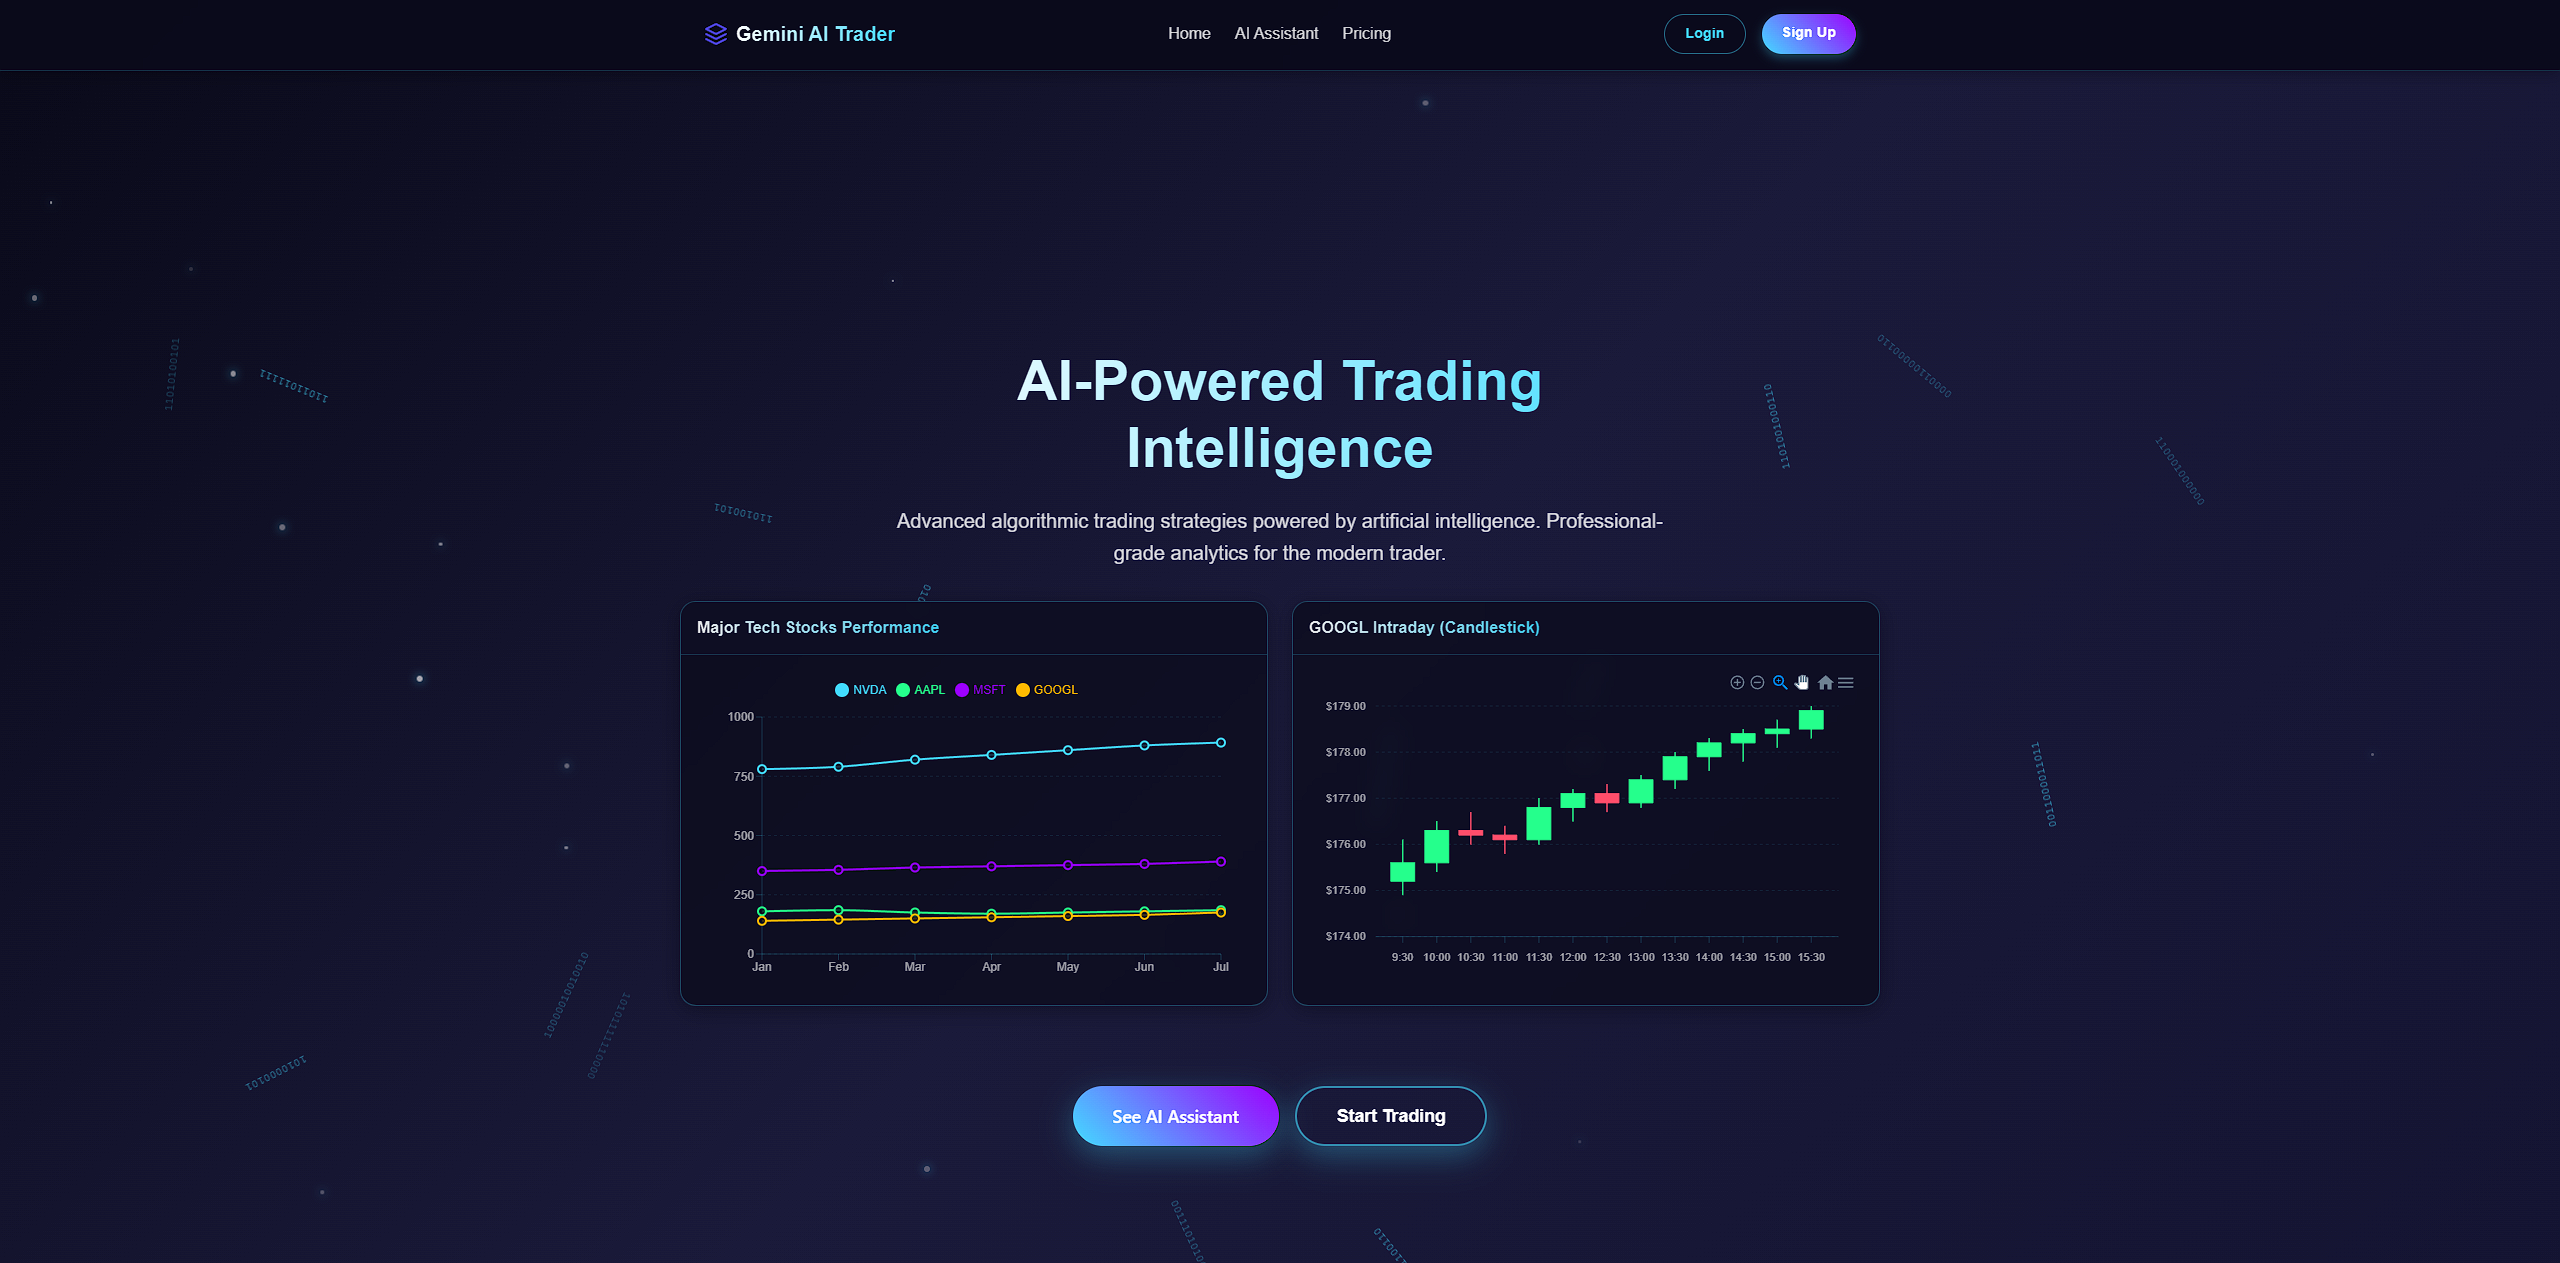 Gemini AI Trader
Home AI Assistant Pricing
Login Sign Up
AI-Powered Trading
Intelligence
Advanced algorithmic trading strategies powered by artificial intelligence. Professional-
grade analytics for the modern trader.
Major Tech Stocks Performance
NVDA AAPL MSFT GOOGL
1000
750
500
250
0
Jan Feb Mar Apr May Jun Jul
GOOGL Intraday (Candlestick)
$179.00
$178.00
$177.00
$176.00
$175.00
$174.00
9:30 10:00 10:30 11:00 11:30 12:00 12:30 13:00 13:30 14:00 14:30 15:00 15:30
See AI Assistant Start Trading